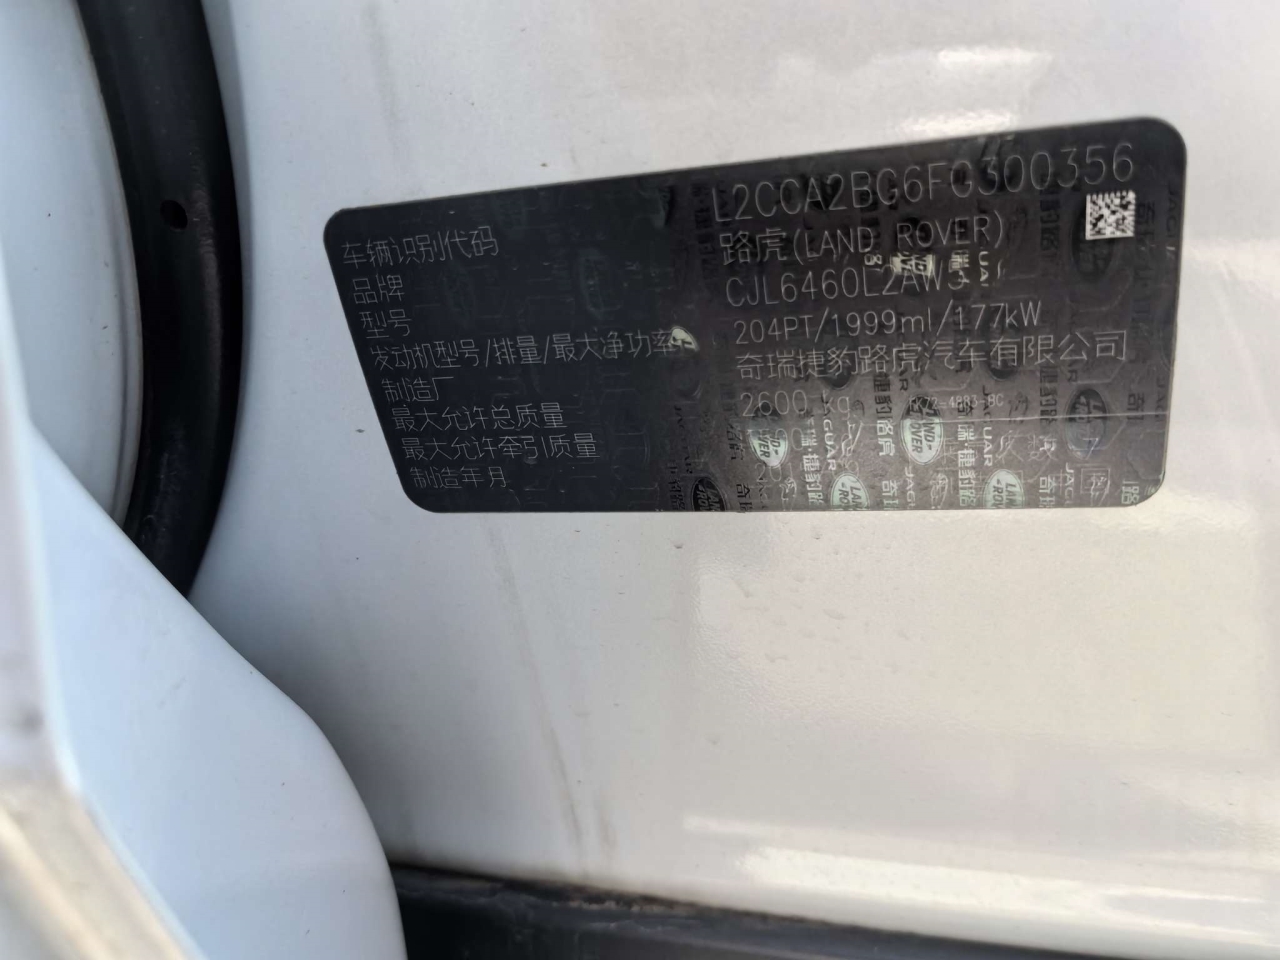 车辆识别代码 L2CCA2BG6FG300356
品牌 路虎(LAND ROVER)
型号 CJL6460L2AW5
发动机型号/排量/最大净功率 204PT/1999ml/177kW
制造厂 奇瑞捷豹路虎汽车有限公司
最大允许总质量 2600 kg
最大允许牵引质量
制造年月